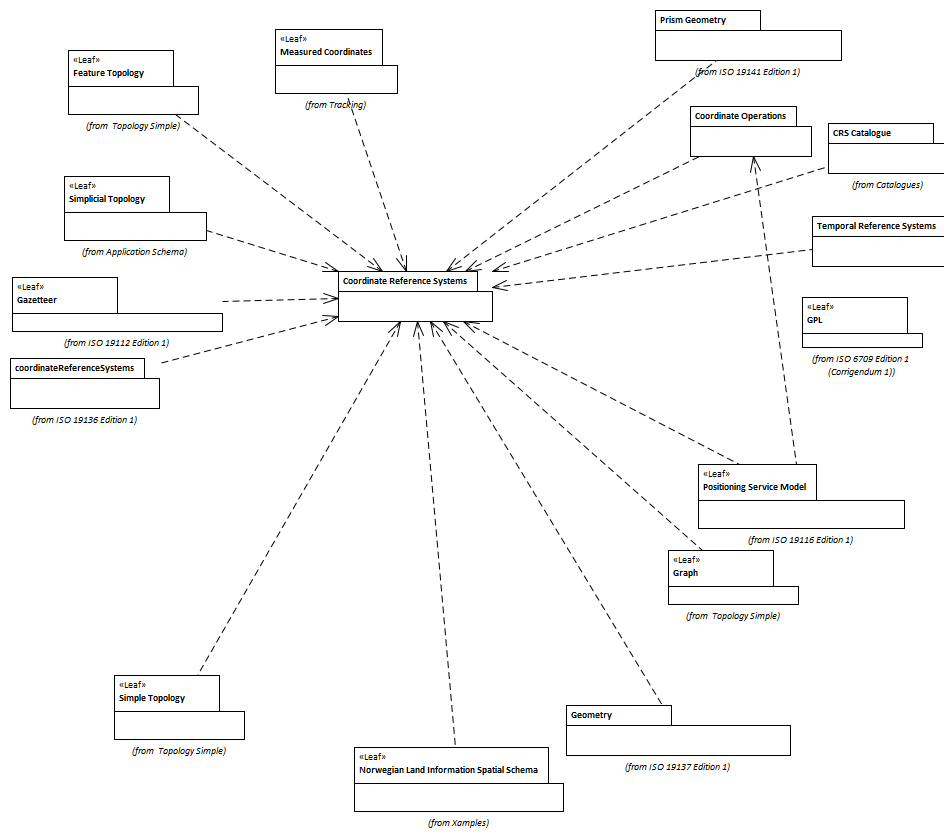 Prism Geometry
(from ISO 19141 Edition 1)
«Leaf»
Measured Coordinates
(from Tracking)
«Leaf»
Feature Topology
(from  Topology Simple)
Coordinate Operations
CRS Catalogue
(from Catalogues)
«Leaf»
Simplicial Topology
(from Application Schema)
Temporal Reference Systems
Coordinate Reference Systems
«Leaf»
Gazetteer
(from ISO 19112 Edition 1)
«Leaf»
GPL
(from ISO 6709 Edition 1
(Corrigendum 1))
coordinateReferenceSystems
(from ISO 19136 Edition 1)
«Leaf»
Positioning Service Model
(from ISO 19116 Edition 1)
«Leaf»
Graph
(from  Topology Simple)
«Leaf»
Simple Topology
(from  Topology Simple)
Geometry
(from ISO 19137 Edition 1)
«Leaf»
Norwegian Land Information Spatial Schema
(from Xamples)